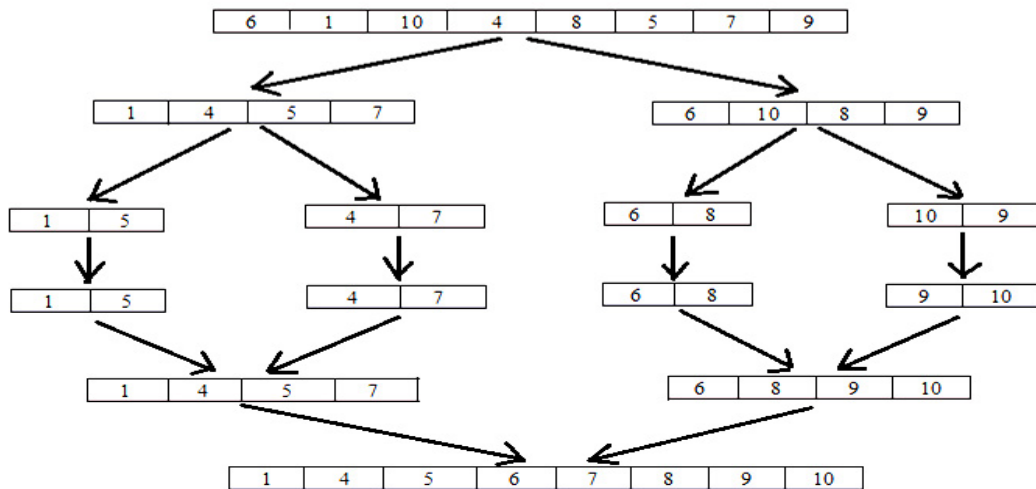 6 1 10 4 8 5 7 9
1 4 5 7 6 10 8 9
1 5 4 7 6 8 10 9
1 5 4 7 6 8 9 10
1 4 5 7 6 8 9 10
1 4 5 6 7 8 9 10